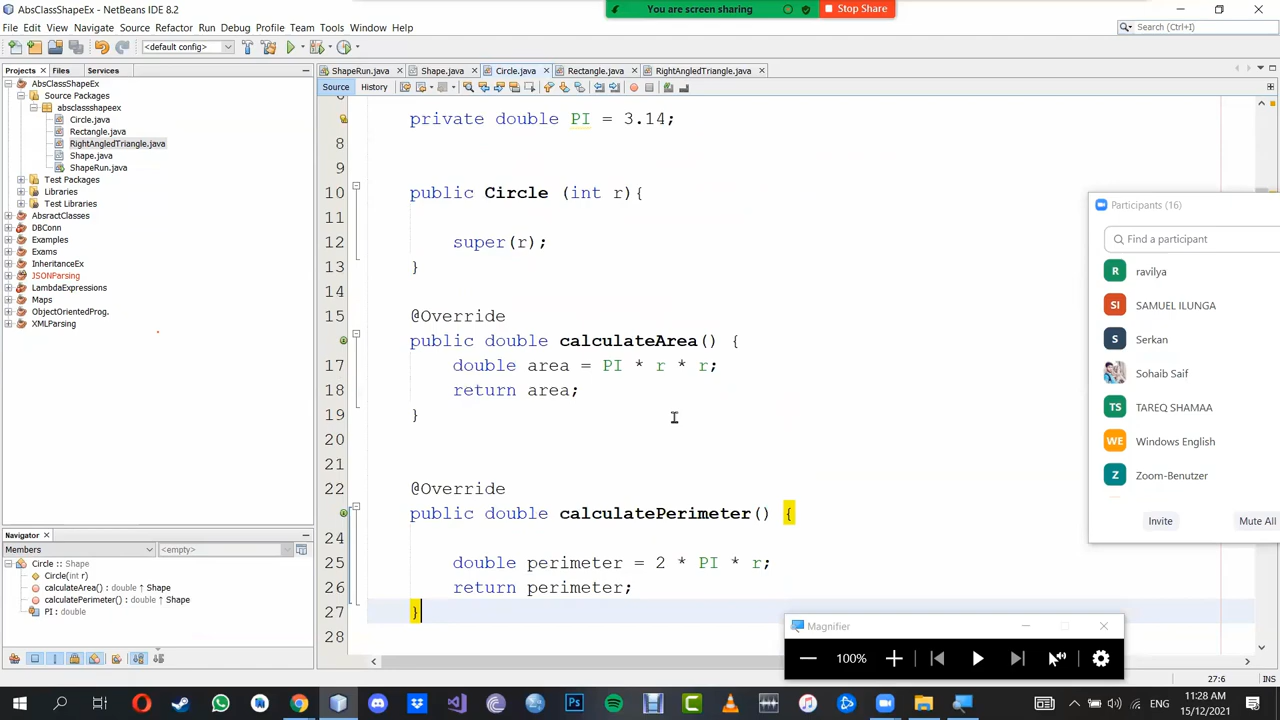 AbsClassShapeEx - NetBeans IDE 8.2
You are screen sharing
Stop Share
File Edit View Navigate Source Refactor Run Debug Profile Team Tools Window Help
Search (Ctrl+I)
<default config>
Projects Files Services
ShapeRun.java Shape.java Circle.java Rectangle.java RightAngledTriangle.java
Source History
AbsClassShapeEx
Source Packages
absclassshapeex
Circle.java
Rectangle.java
RightAngledTriangle.java
Shape.java
ShapeRun.java
Test Packages
Libraries
Test Libraries
AbsractClasses
DBConn
Examples
Exams
InheritanceEx
JSONParsing
LambdaExpressions
Maps
ObjectOrientedProg.
XMLParsing
Navigator
Members <empty>
Circle :: Shape
Circle(int r)
calculateArea() : double ↑ Shape
calculatePerimeter() : double ↑ Shape
PI : double
private double PI = 3.14;
8
9
10 public Circle (int r){
11
12 super(r);
13 }
14
15 @Override
public double calculateArea() {
17 double area = PI * r * r;
18 return area;
19 }
20
21
22 @Override
public double calculatePerimeter() {
24
25 double perimeter = 2 * PI * r;
26 return perimeter;
27 }
28
Participants (16)
Find a participant
R ravilya
SI SAMUEL ILUNGA
S Serkan
Sohaib Saif
TS TAREQ SHAMAA
WE Windows English
Z Zoom-Benutzer
Invite Mute All
Magnifier
100%
27:6 INS
ENG
11:28 AM
15/12/2021